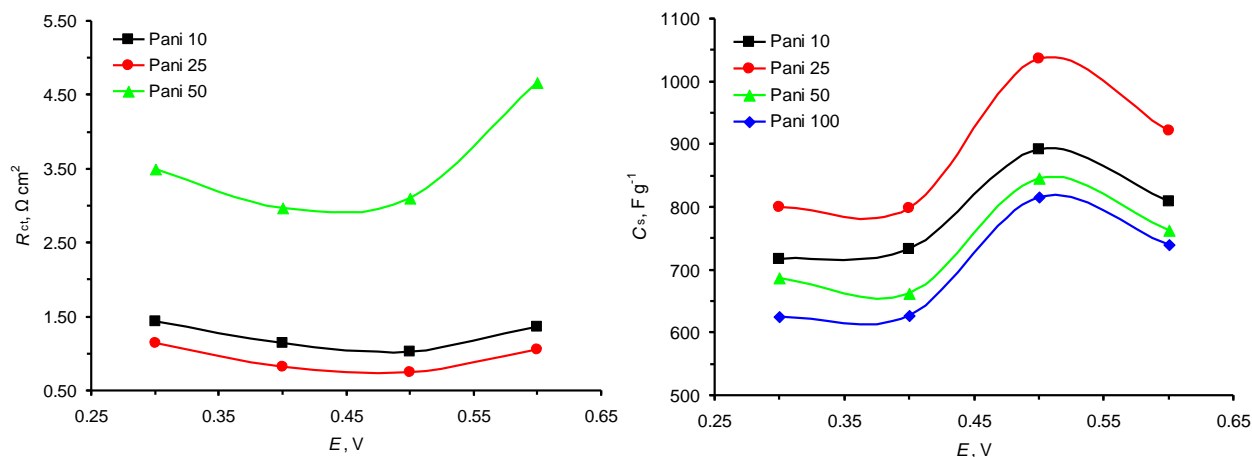 5.50
4.50
3.50
2.50
1.50
0.50
Rct, Ω cm²
Pani 10
Pani 25
Pani 50
0.25 0.35 0.45 0.55 0.65
E, V
1100
1000
900
800
700
600
500
Cs, F g⁻¹
Pani 10
Pani 25
Pani 50
Pani 100
0.25 0.35 0.45 0.55 0.65
E, V